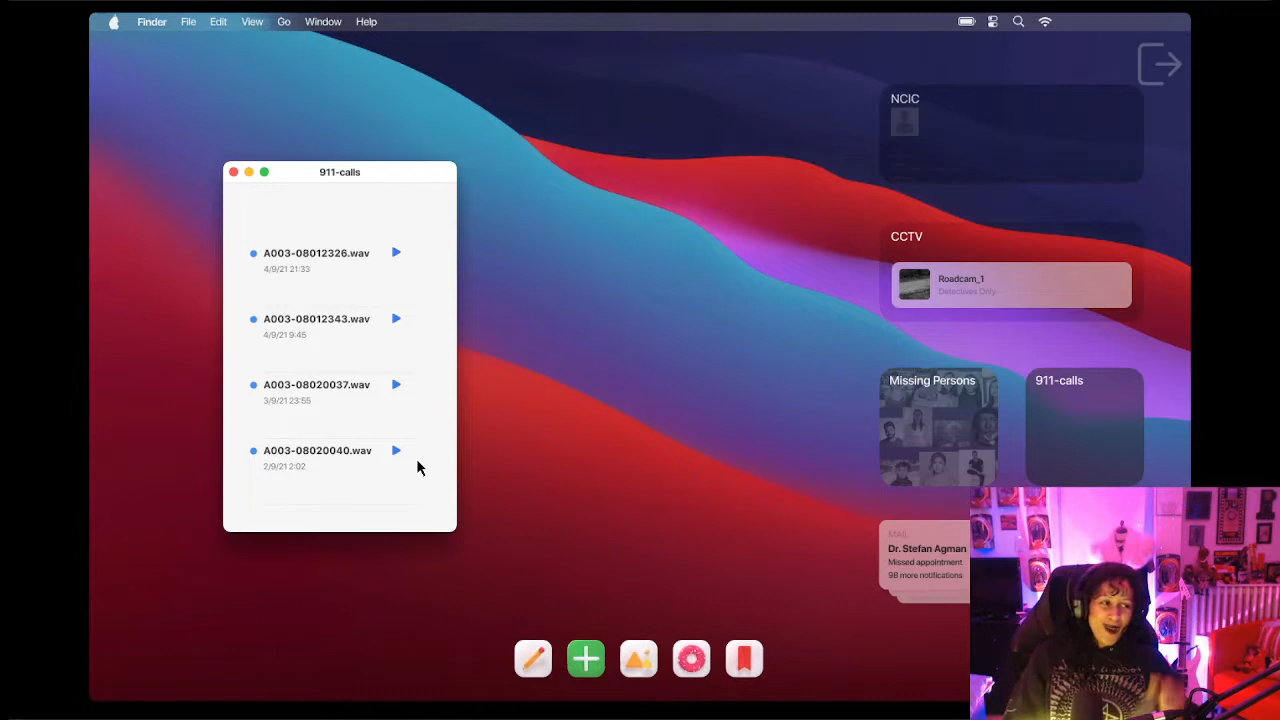 Finder File Edit View Go Window Help
NCIC
911-calls
A003-08012326.wav
4/9/21 21:33
A003-08012343.wav
4/9/21 9:45
A003-08020037.wav
3/9/21 23:55
A003-08020040.wav
2/9/21 2:02
CCTV
Roadcam_1
Detectives Only
Missing Persons
911-calls
MAIL
Dr. Stefan Agman
Missed appointment
98 more notifications